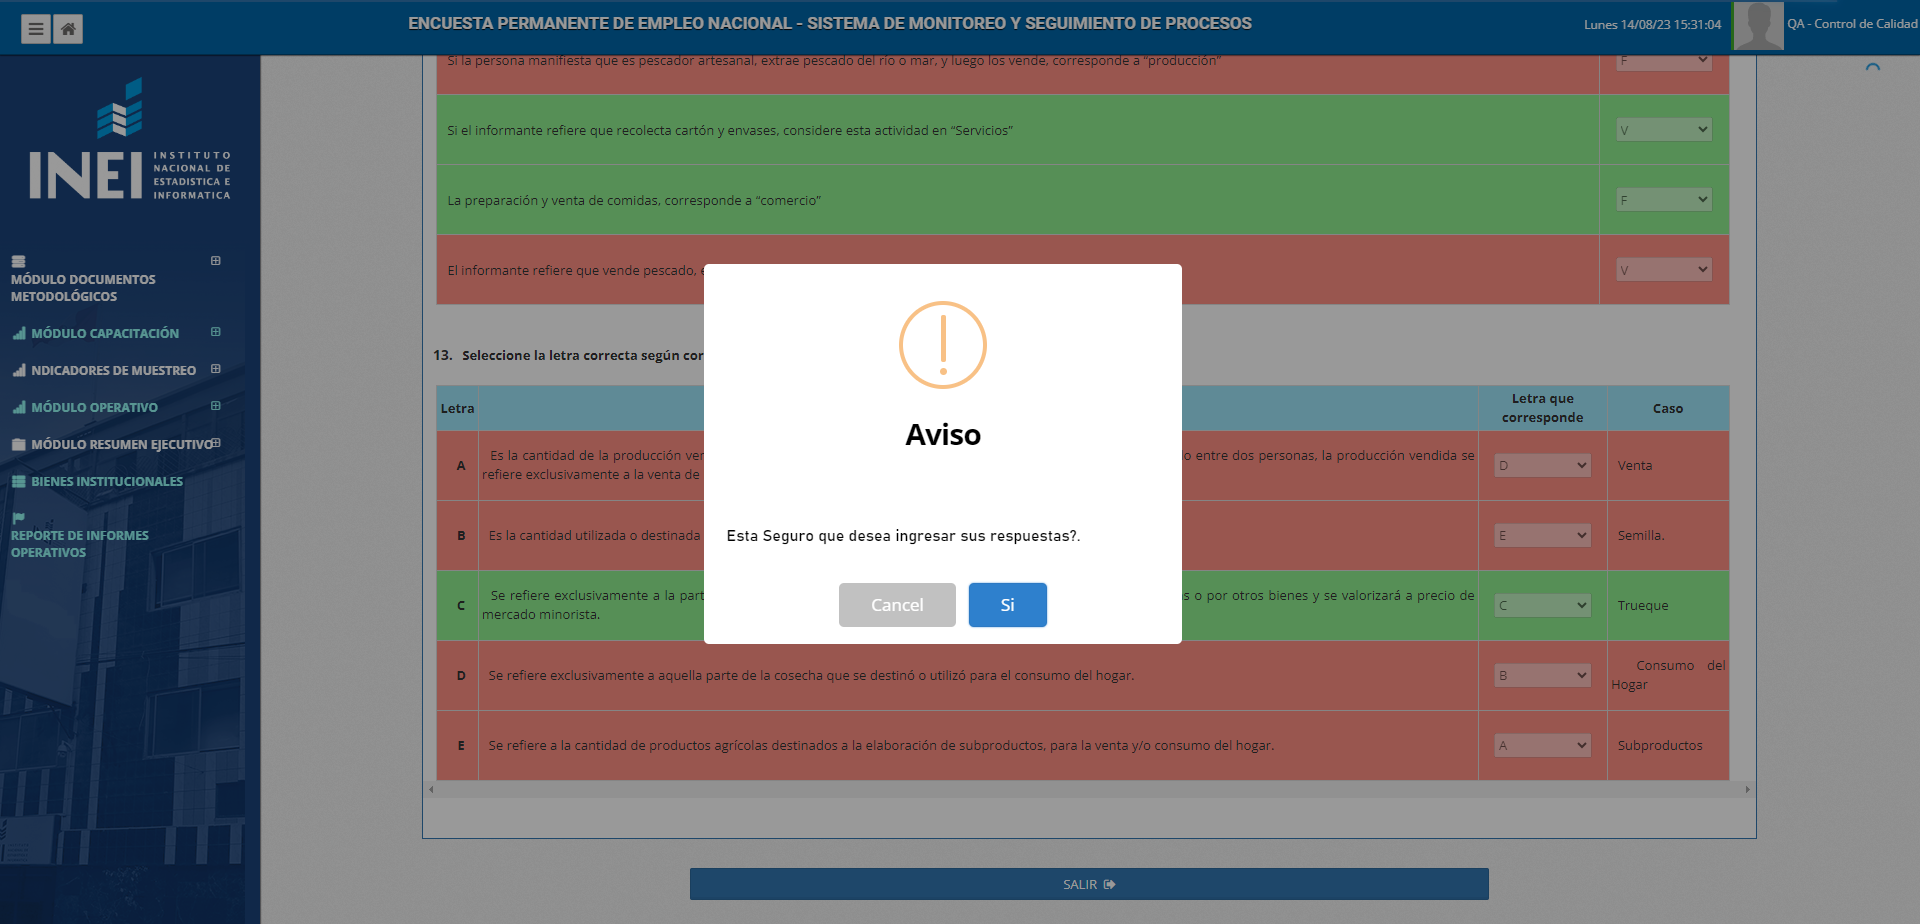 ENCUESTA PERMANENTE DE EMPLEO NACIONAL - SISTEMA DE MONITOREO Y SEGUIMIENTO DE PROCESOS
Lunes 14/08/23 15:31:04
QA - Control de Calidad
INEI
INSTITUTO
NACIONAL DE
ESTADISTICA E
INFORMATICA
MÓDULO DOCUMENTOS
METODOLÓGICOS
MÓDULO CAPACITACIÓN
NDICADORES DE MUESTREO
MÓDULO OPERATIVO
MÓDULO RESUMEN EJECUTIVO
BIENES INSTITUCIONALES
REPORTE DE INFORMES
OPERATIVOS
Si la persona manifiesta que es pescador artesanal, extrae pescado del río o mar, y luego los vende, corresponde a “producción”
F
Si el informante refiere que recolecta cartón y envases, considere esta actividad en “Servicios”
V
La preparación y venta de comidas, corresponde a “comercio”
F
El informante refiere que vende pescado,
V
13. Seleccione la letra correcta según
Letra
Letra que
corresponde
Caso
A
Es la cantidad de la producción
entre dos personas, la producción vendida se
refiere exclusivamente a la venta de
D
Venta
B
Es la cantidad utilizada o destinada
E
Semilla.
C
Se refiere exclusivamente a la
o por otros bienes y se valorizará a precio de
mercado minorista.
C
Trueque
D
Se refiere exclusivamente a aquella parte de la cosecha que se destinó o utilizó para el consumo del hogar.
B
Consumo del
Hogar
E
Se refiere a la cantidad de productos agrícolas destinados a la elaboración de subproductos, para la venta y/o consumo del hogar.
A
Subproductos
Aviso
Esta Seguro que desea ingresar sus respuestas?.
Cancel
Si
SALIR